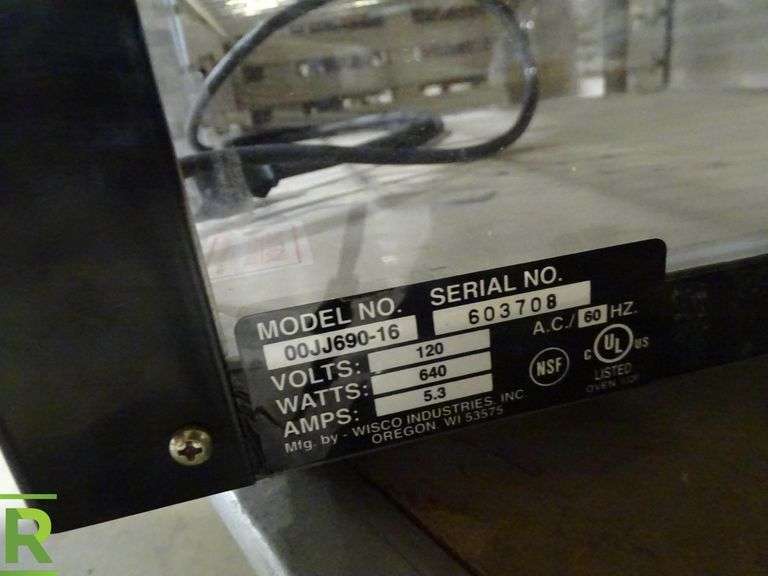 MODEL NO. SERIAL NO.
00JJ690-16 603708
VOLTS: 120 A.C./ 60 HZ.
WATTS: 640
AMPS: 5.3
NSF
C UL US
LISTED
OVEN
Mfg. by - WISCO INDUSTRIES, INC
OREGON, WI 53575
R